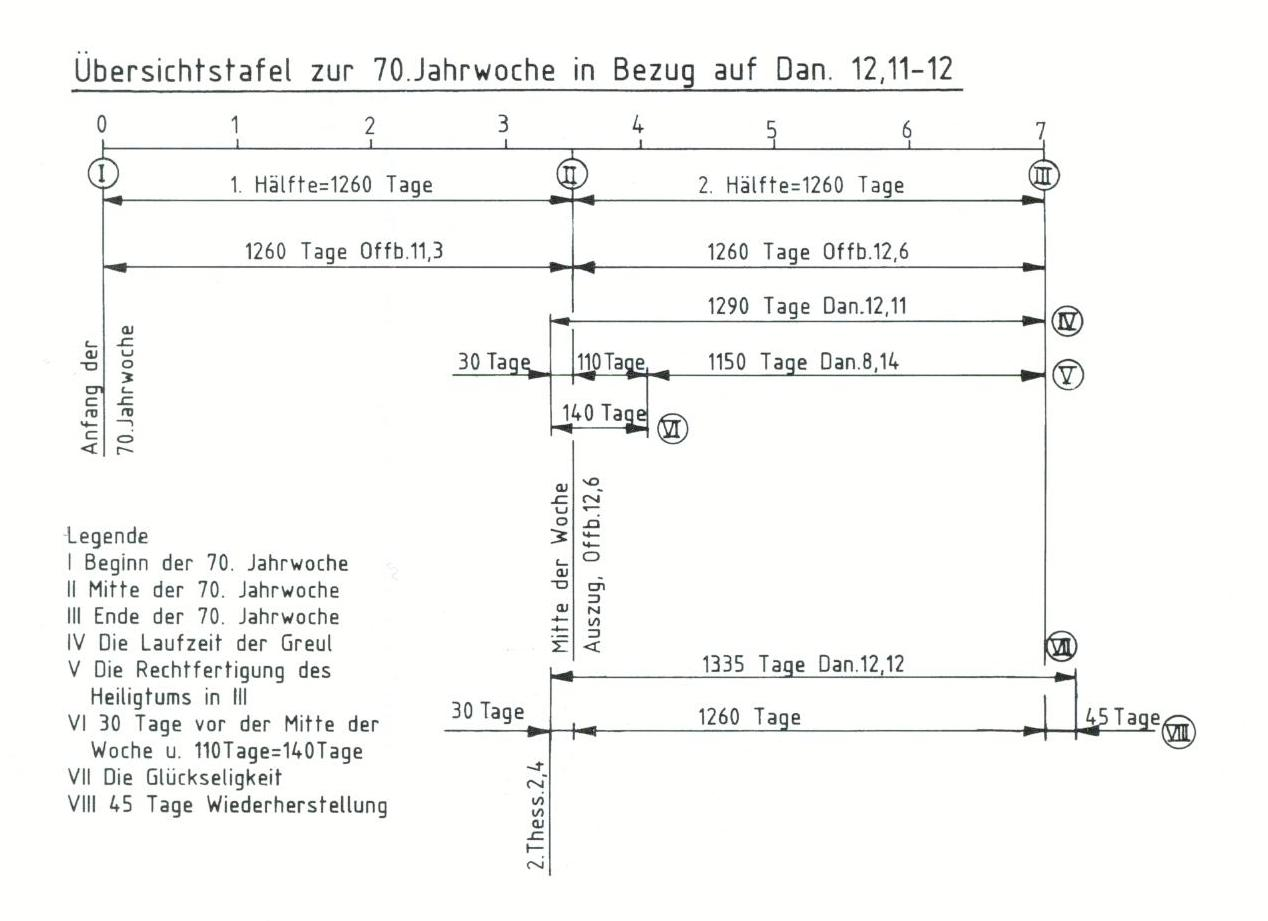 Übersichtstafel zur 70.Jahrwoche in Bezug auf Dan. 12,11-12
0 1 2 3 4 5 6 7
I II III
1. Hälfte=1260 Tage 2. Hälfte=1260 Tage
1260 Tage Offb.11,3 1260 Tage Offb.12,6
1290 Tage Dan.12,11 IV
30 Tage 110 Tage 1150 Tage Dan.8,14 V
140 Tage VI
Anfang der
70.Jahrwoche
Mitte der Woche
Auszug, Offb.12,6
Legende
I Beginn der 70. Jahrwoche
II Mitte der 70. Jahrwoche
III Ende der 70. Jahrwoche
IV Die Laufzeit der Greul
V Die Rechtfertigung des
Heiligtums in III
VI 30 Tage vor der Mitte der
Woche u. 110Tage=140Tage
VII Die Glückseligkeit
VIII 45 Tage Wiederherstellung
VII
1335 Tage Dan.12,12
30 Tage 1260 Tage 45 Tage VIII
2.Thess.2,4